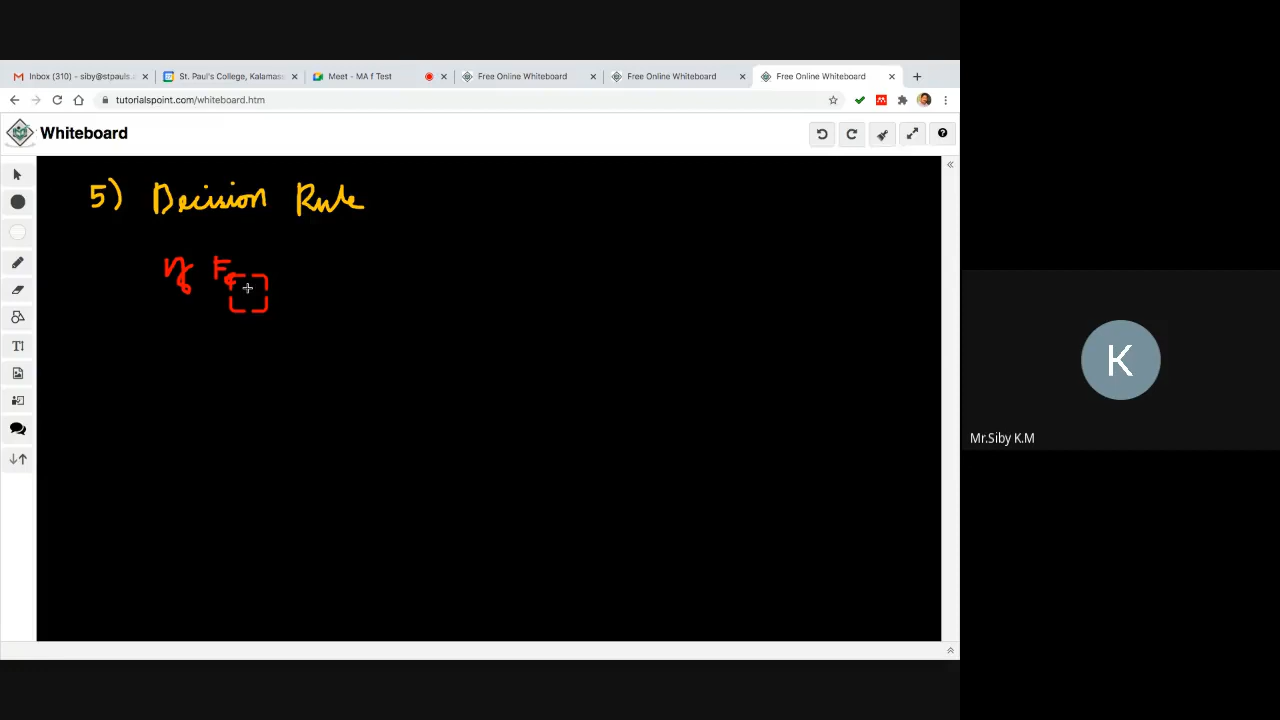 Inbox (310) - siby@stpauls.
St. Paul's College, Kalamass
Meet - MA f Test
Free Online Whiteboard
Free Online Whiteboard
Free Online Whiteboard
tutorialspoint.com/whiteboard.htm
Whiteboard
5) Decision Rule
If Fc
K
Mr.Siby K.M